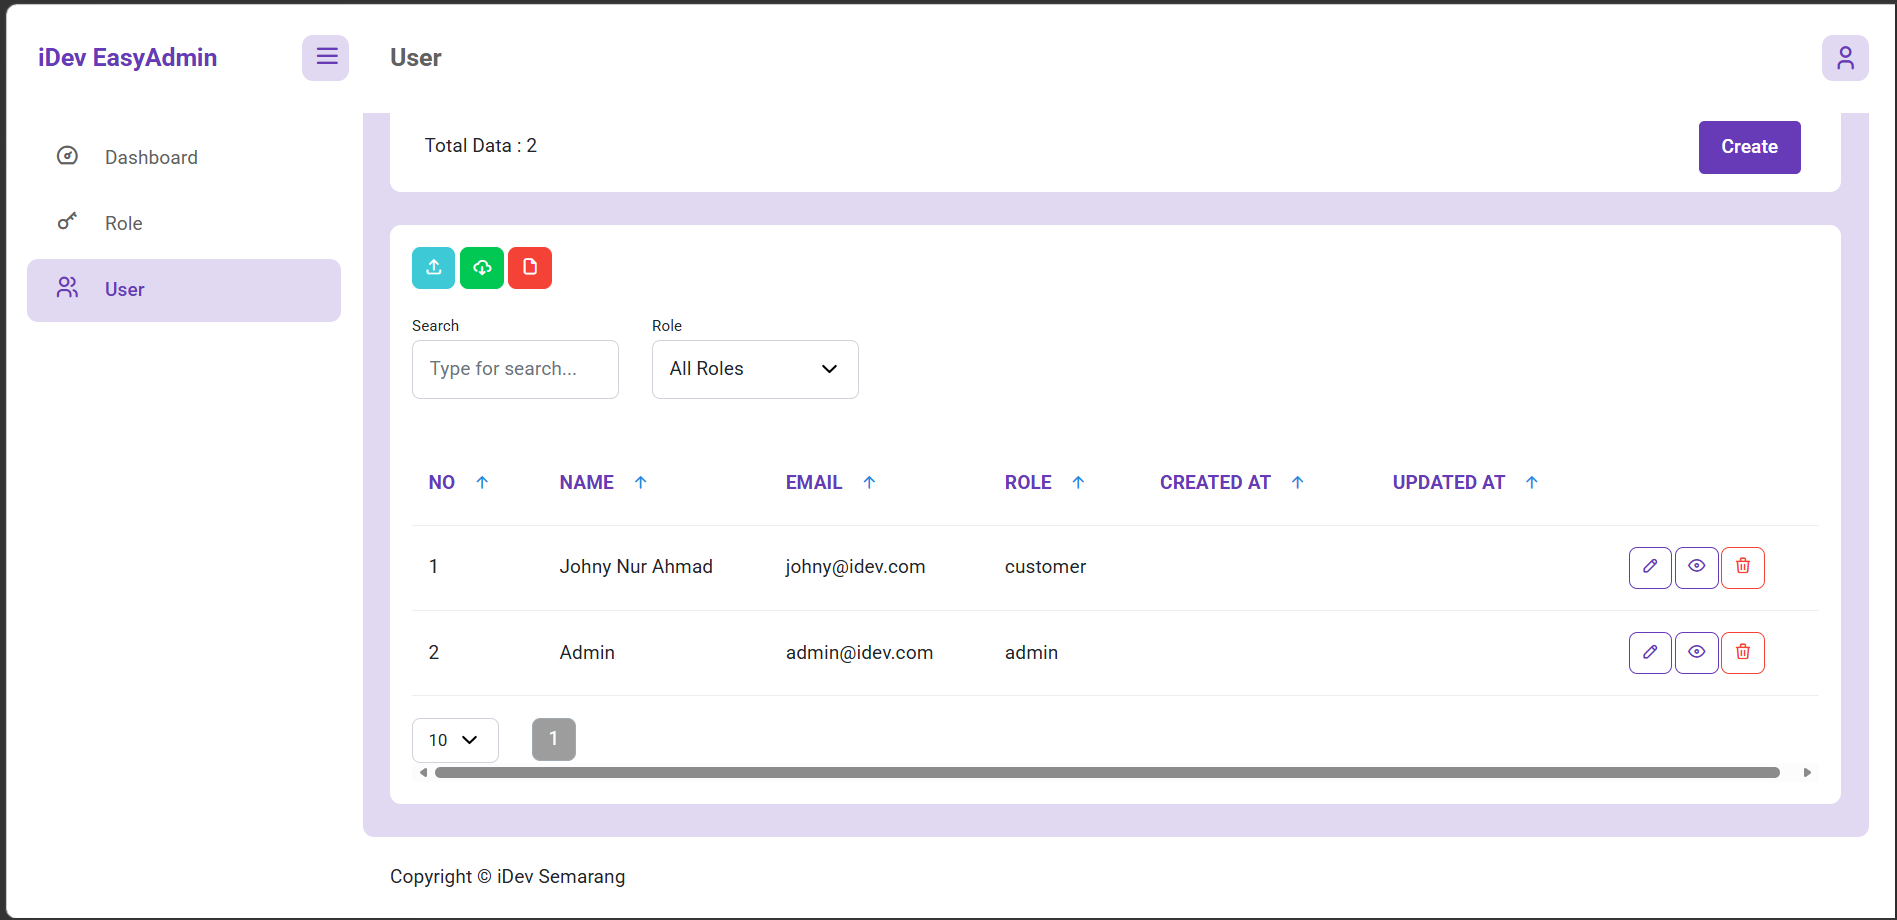 iDev EasyAdmin
User
Dashboard
Role
User
Total Data : 2
Create
Search
Role
Type for search...
All Roles
NO NAME EMAIL ROLE CREATED AT UPDATED AT
1 Johny Nur Ahmad johny@idev.com customer
2 Admin admin@idev.com admin
10 1
Copyright © iDev Semarang